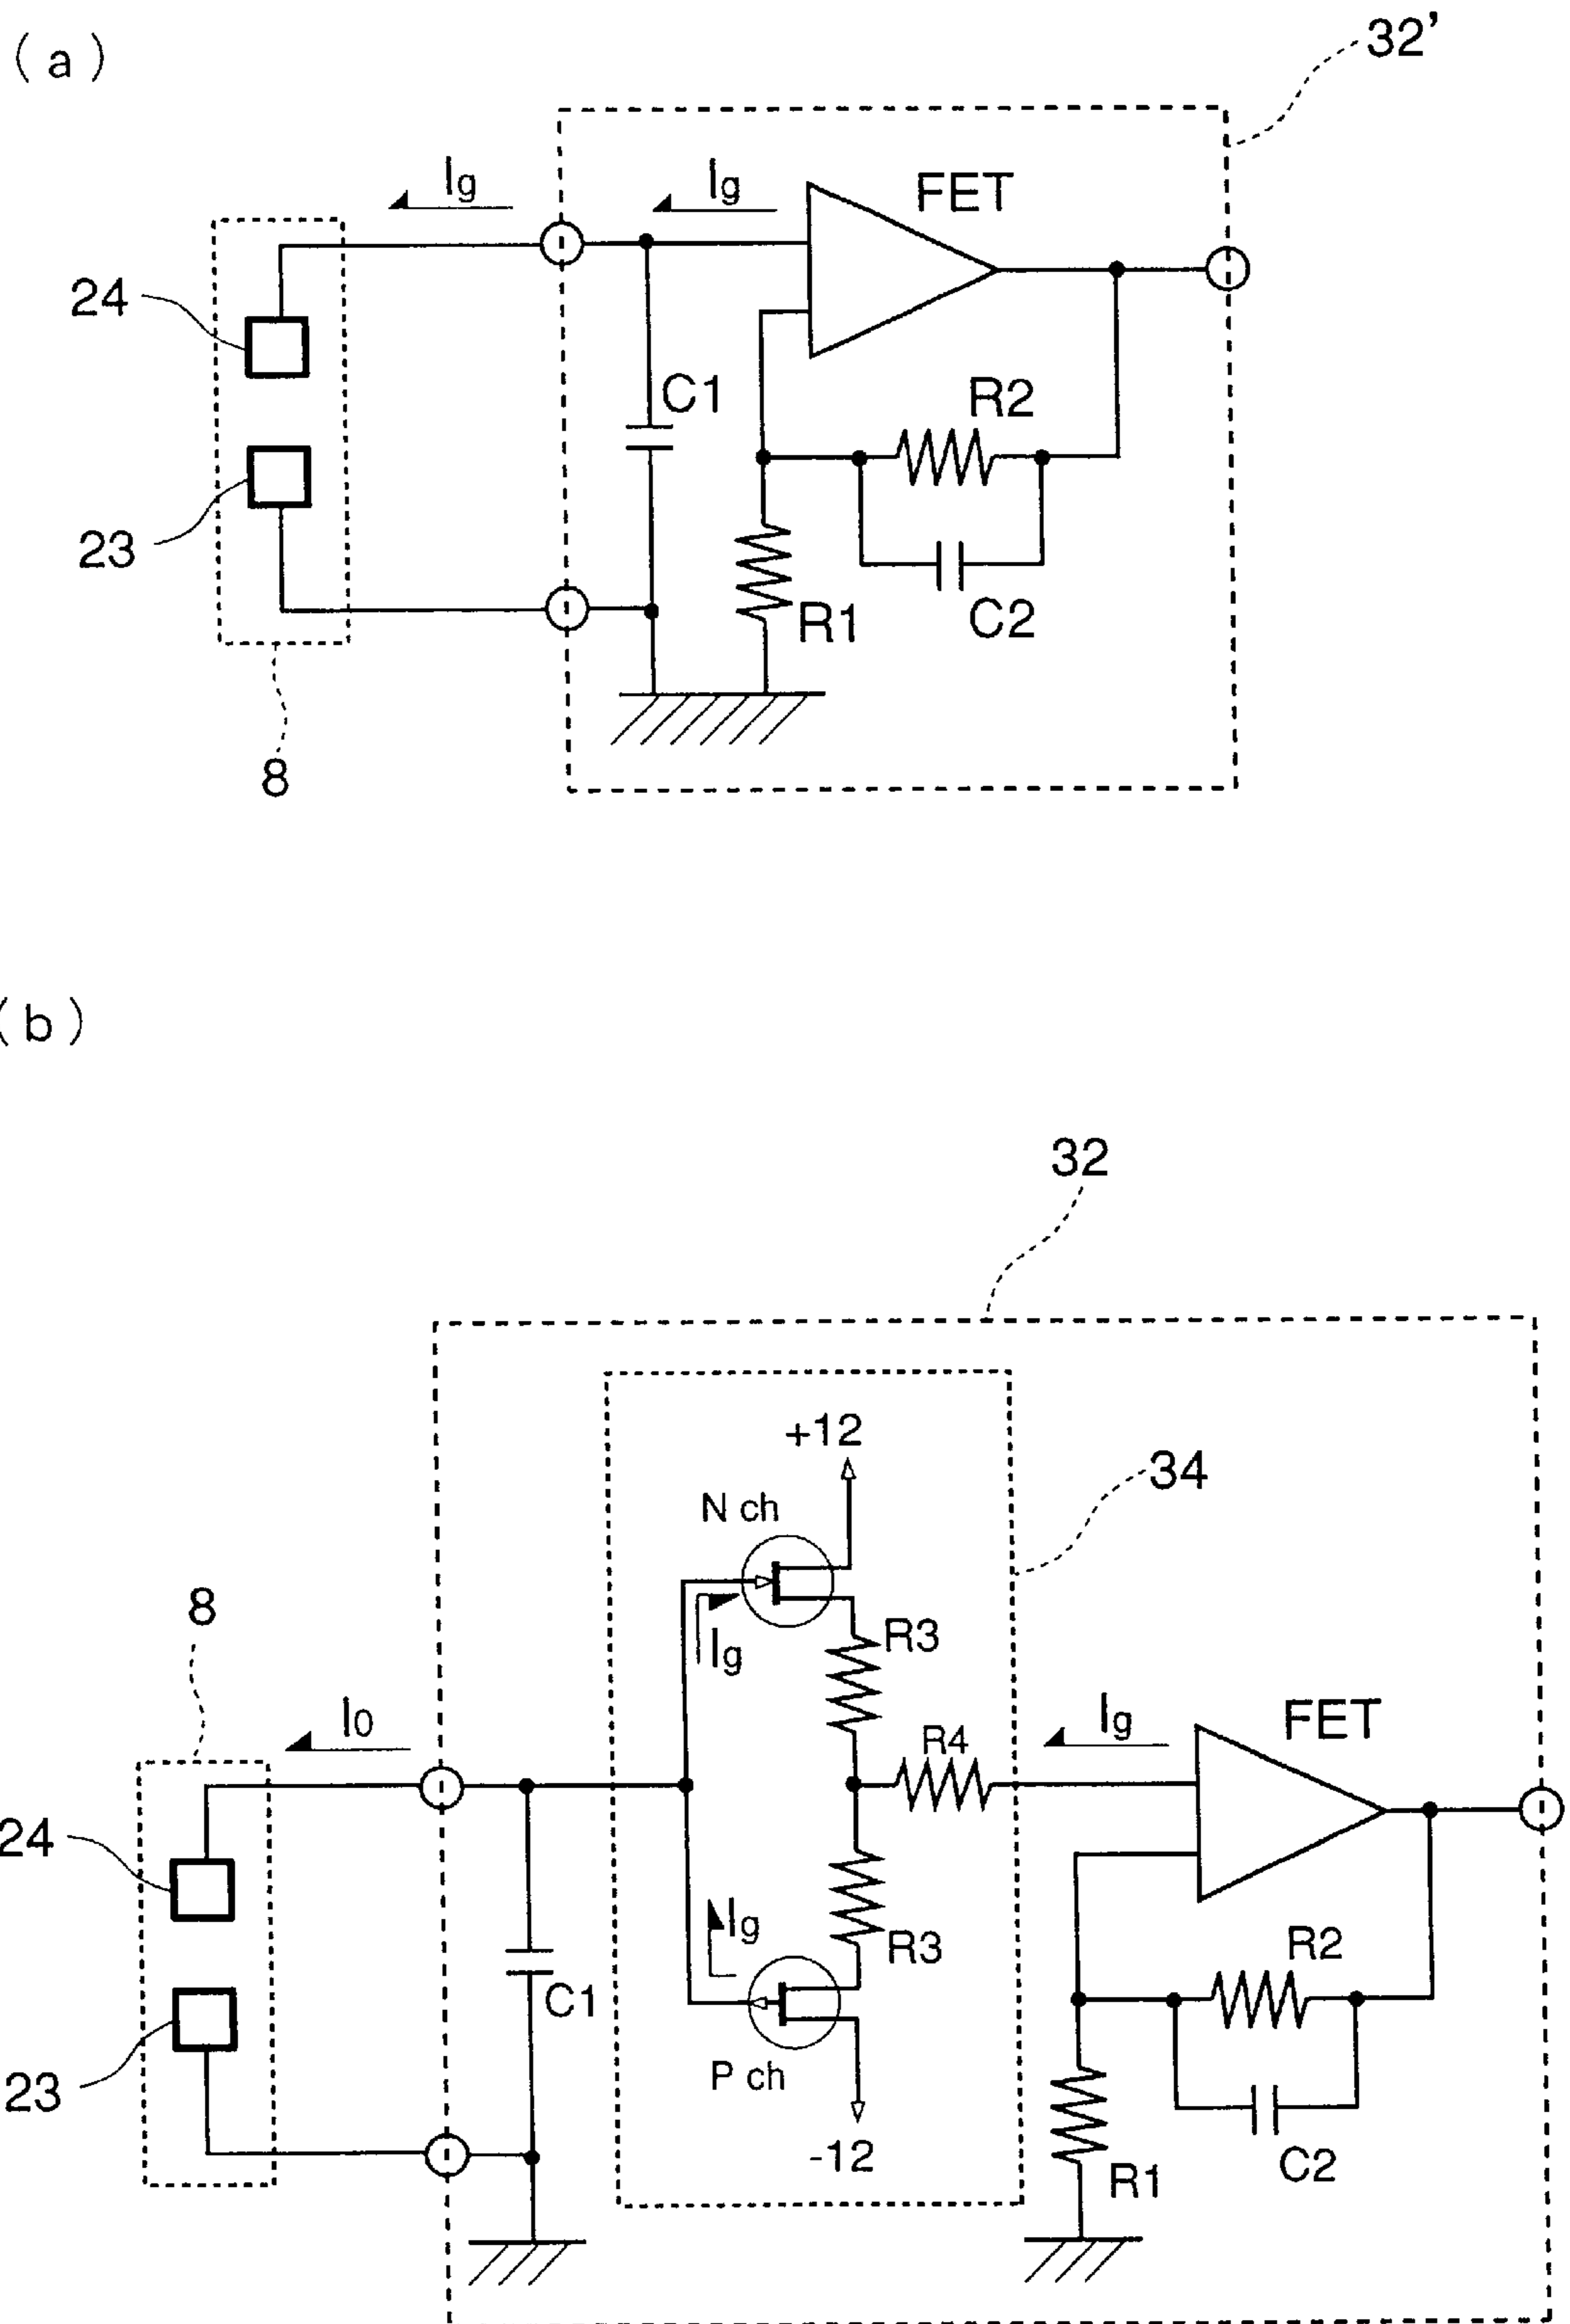 (a)
32'
Ig
Ig
FET
24
C1
R2
23
R1
C2
8
(b)
32
+12
34
N ch
8
Ig
R3
I0
Ig
FET
R4
24
Ig
R3
R2
C1
23
P ch
-12
R1
C2